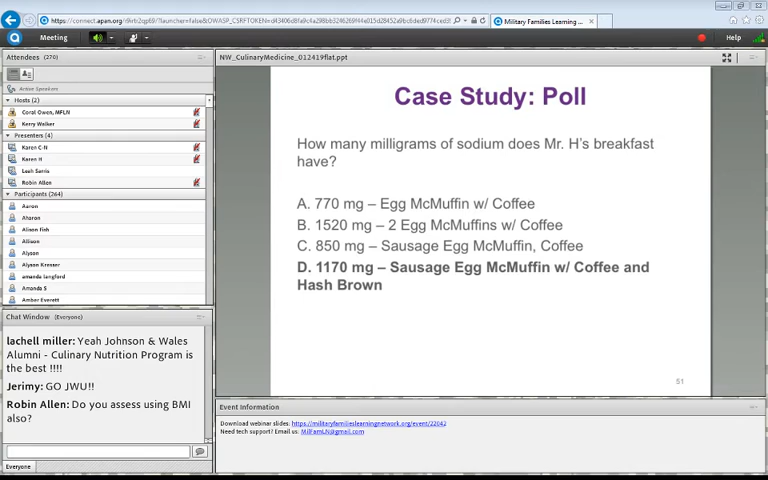 Military Families Learning ...
Meeting
Help
Attendees (270)
Active Speakers
Hosts (2)
Coral Owen, MFLN
Kerry Walker
Presenters (4)
Karen C-N
Karen H
Leah Sarris
Robin Allen
Participants (264)
Aaron
Aharon
Alison Fish
Allison
Alyson
Alyson Kresser
amanda langford
Amanda S
Amber Everett
Chat Window (Everyone)
lachell miller: Yeah Johnson & Wales
Alumni - Culinary Nutrition Program is
the best !!!!
Jerimy: GO JWU!!
Robin Allen: Do you assess using BMI
also?
Everyone
NW_CulinaryMedicine_012419flat.ppt
Case Study: Poll
How many milligrams of sodium does Mr. H's breakfast
have?
A. 770 mg – Egg McMuffin w/ Coffee
B. 1520 mg – 2 Egg McMuffins w/ Coffee
C. 850 mg – Sausage Egg McMuffin, Coffee
D. 1170 mg – Sausage Egg McMuffin w/ Coffee and
Hash Brown
51
Event Information
Download webinar slides: https://militaryfamilieslearningnetwork.org/event/22042
Need tech support? Email us: MilFamLN@gmail.com